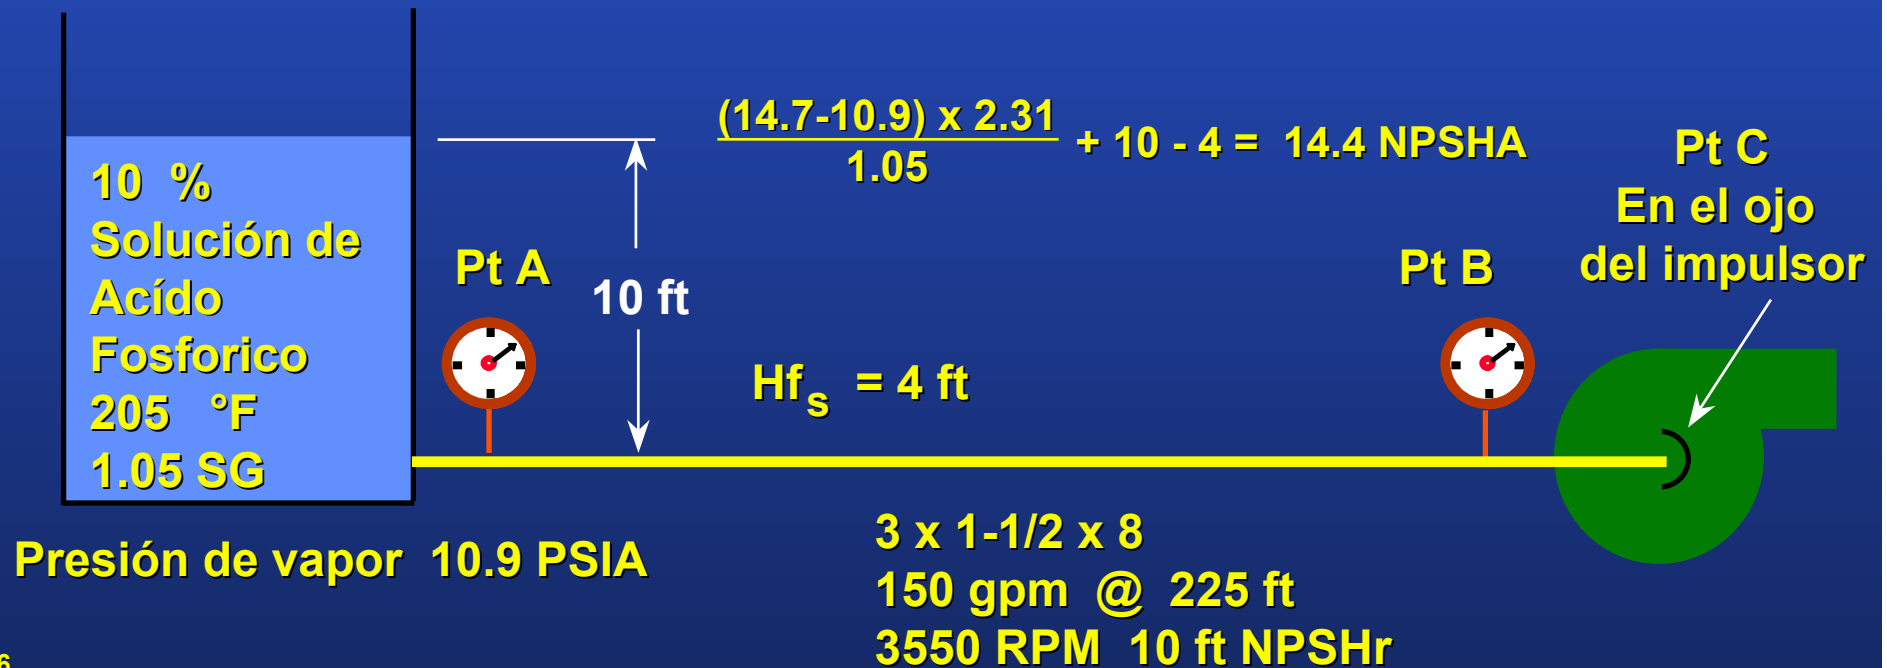 10 %
Solución de
Acído
Fosforico
205 °F
1.05 SG
Presión de vapor 10.9 PSIA
Pt A
10 ft
(14.7-10.9) x 2.31
1.05
+ 10 - 4 = 14.4 NPSHA
Hfs = 4 ft
Pt B
Pt C
En el ojo
del impulsor
3 x 1-1/2 x 8
150 gpm @ 225 ft
3550 RPM 10 ft NPSHr